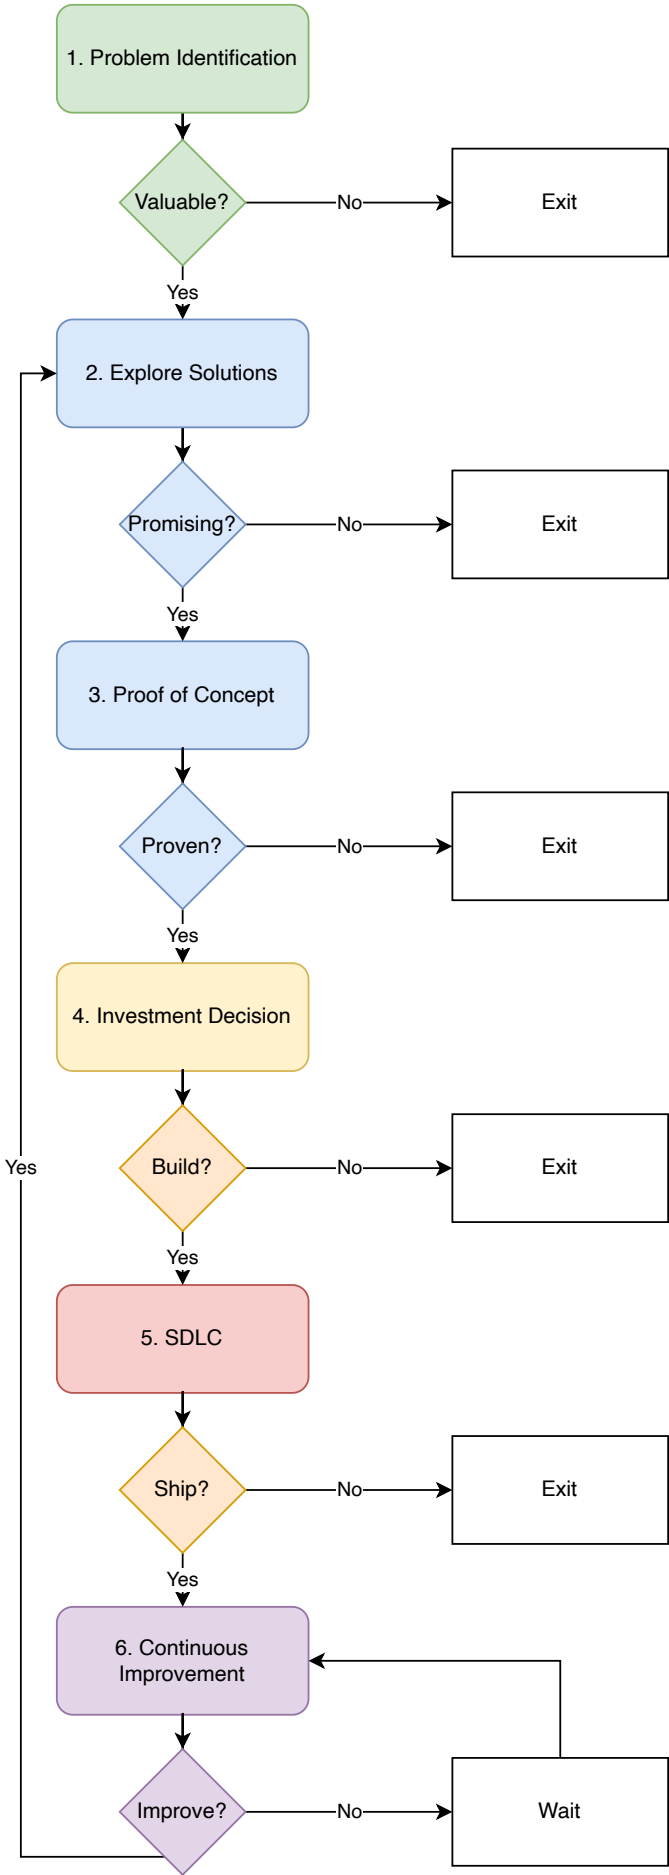 1. Problem Identification
Valuable?
No
Exit
Yes
2. Explore Solutions
Promising?
No
Exit
Yes
3. Proof of Concept
Proven?
No
Exit
Yes
4. Investment Decision
Build?
No
Exit
Yes
Yes
5. SDLC
Ship?
No
Exit
Yes
6. Continuous
Improvement
Improve?
No
Wait